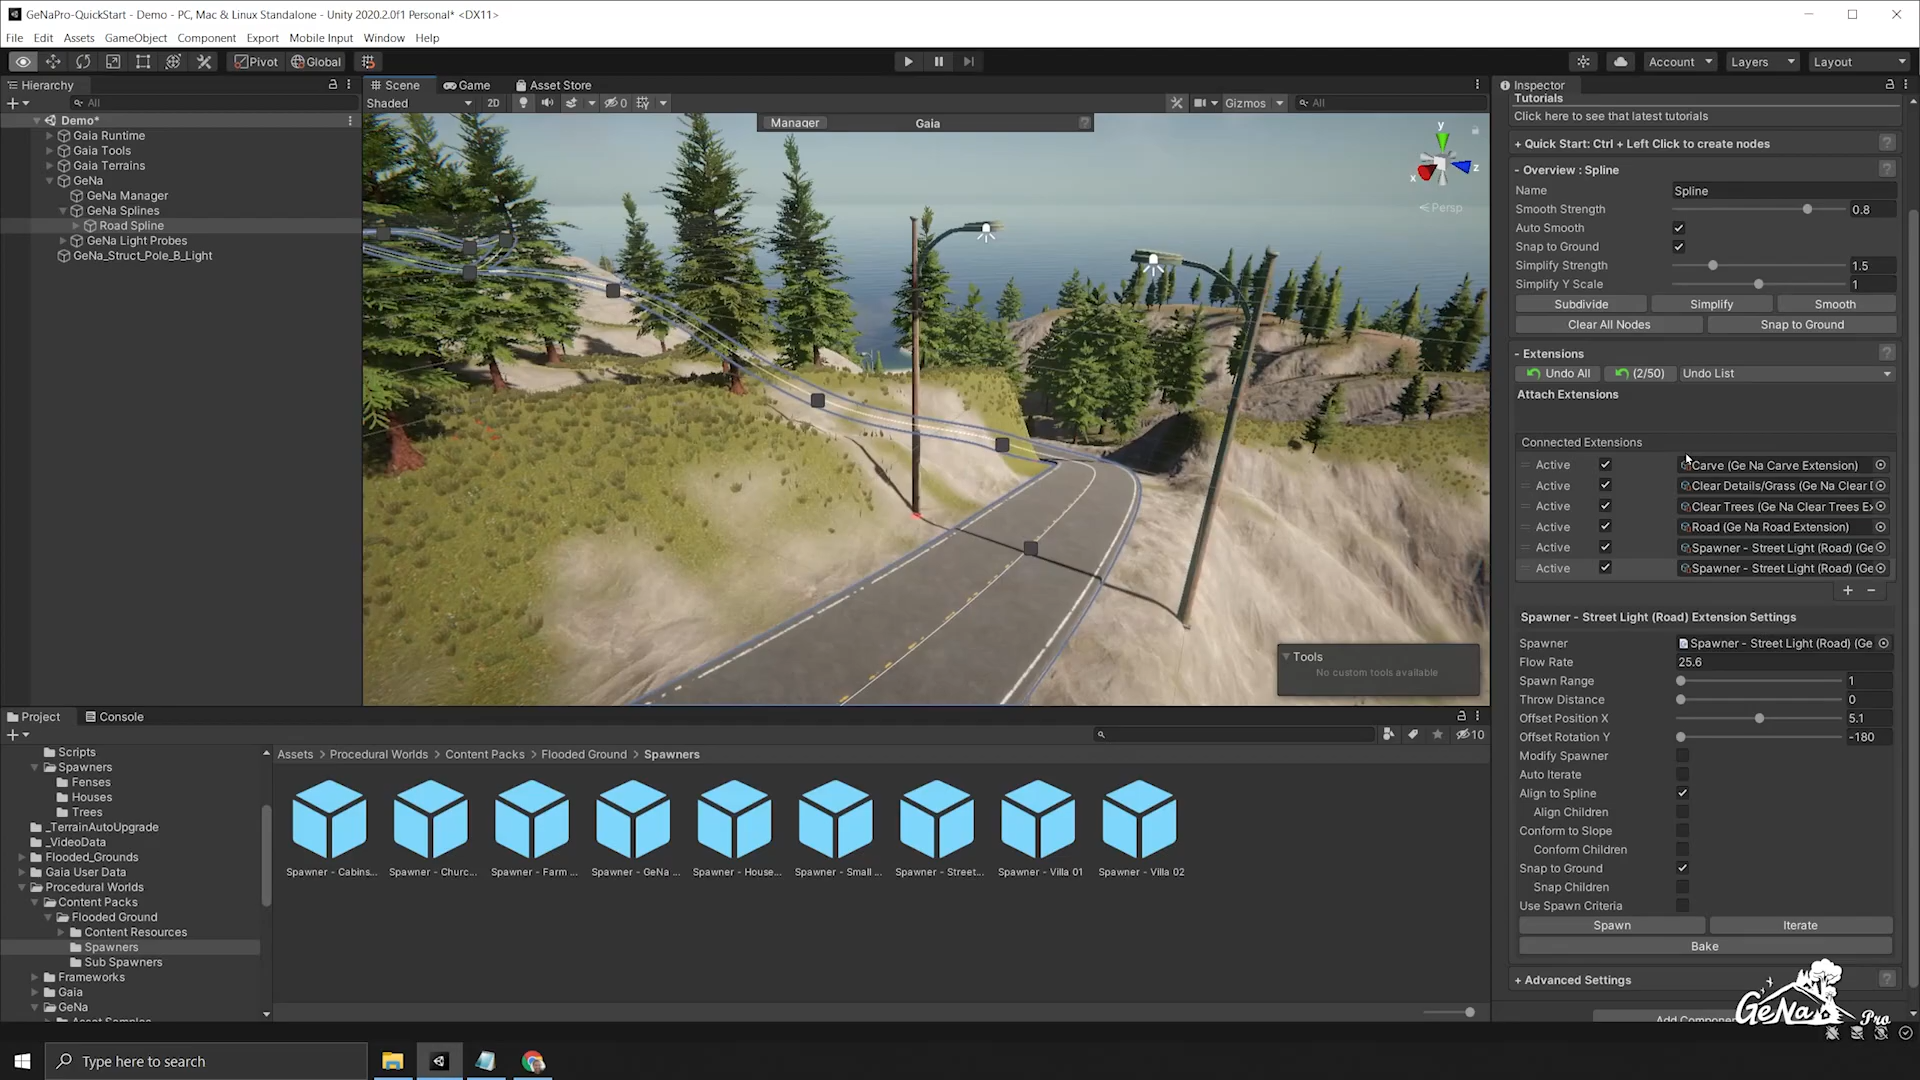 GeNaPro-QuickStart - Demo - PC, Mac & Linux Standalone - Unity 2020.2.0f1 Personal* <DX11>
File Edit Assets GameObject Component Export Mobile Input Window Help
Pivot Global
Account Layers Layout
Hierarchy
All
Demo*
Gaia Runtime
Gaia Tools
Gaia Terrains
GeNa
GeNa Manager
GeNa Splines
Road Spline
GeNa Light Probes
GeNa_Struct_Pole_B_Light
Scene Game Asset Store
Shaded 2D 0 Gizmos All
Manager Gaia
y
x z
Persp
Tools
No custom tools available
Inspector
Tutorials
Click here to see that latest tutorials
+ Quick Start: Ctrl + Left Click to create nodes ?
- Overview : Spline ?
Name Spline
Smooth Strength 0.8
Auto Smooth
Snap to Ground
Simplify Strength 1.5
Simplify Y Scale 1
Subdivide Simplify Smooth
Clear All Nodes Snap to Ground
- Extensions ?
Undo All (2/50) Undo List
Attach Extensions
Connected Extensions
Active Carve (Ge Na Carve Extension)
Active Clear Details/Grass (Ge Na Clear
Active Clear Trees (Ge Na Clear Trees Ex
Active Road (Ge Na Road Extension)
Active Spawner - Street Light (Road) (Ge
Active Spawner - Street Light (Road) (Ge
+ -
Spawner - Street Light (Road) Extension Settings
Spawner Spawner - Street Light (Road) (Ge
Flow Rate 25.6
Spawn Range 1
Throw Distance 0
Offset Position X 5.1
Offset Rotation Y -180
Modify Spawner
Auto Iterate
Align to Spline
Align Children
Conform to Slope
Conform Children
Snap to Ground
Snap Children
Use Spawn Criteria
Spawn Iterate
Bake
+ Advanced Settings ?
GeNa Pro
Project Console
10
Scripts
Spawners
Fenses
Houses
Trees
_TerrainAutoUpgrade
_VideoData
Flooded_Grounds
Gaia User Data
Procedural Worlds
Content Packs
Flooded Ground
Content Resources
Spawners
Sub Spawners
Frameworks
Gaia
GeNa
Assets > Procedural Worlds > Content Packs > Flooded Ground > Spawners
Spawner - Cabins... Spawner - Churc... Spawner - Farm ... Spawner - GeNa ... Spawner - House... Spawner - Small ... Spawner - Street... Spawner - Villa 01 Spawner - Villa 02
Type here to search